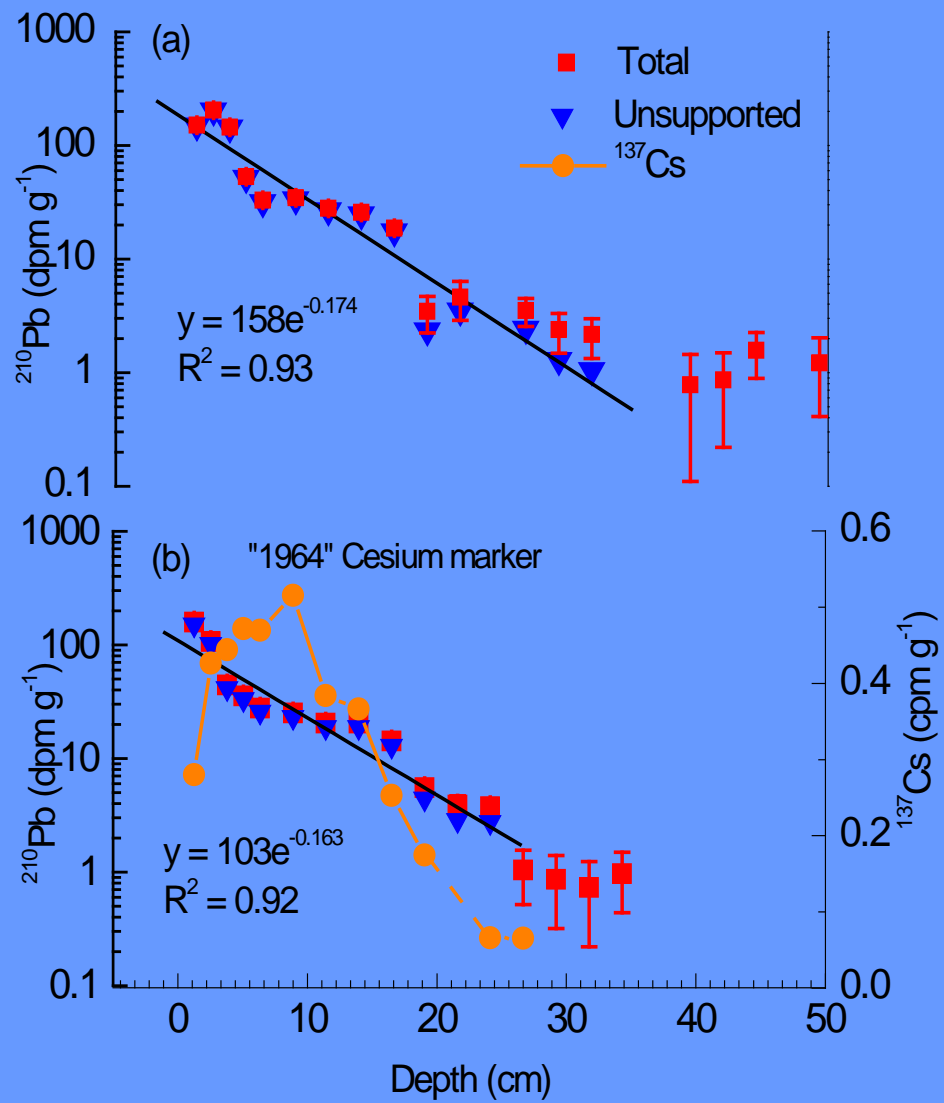 1000
(a)
Total
Unsupported
¹³⁷Cs
100
10
1
0.1
²¹⁰Pb (dpm g⁻¹)
y = 158e⁻⁰·¹⁷⁴
R² = 0.93
1000
(b)
"1964" Cesium marker
0.6
100
0.4
10
0.2
1
0.1
0.0
²¹⁰Pb (dpm g⁻¹)
¹³⁷Cs (cpm g⁻¹)
y = 103e⁻⁰·¹⁶³
R² = 0.92
0 10 20 30 40 50
Depth (cm)